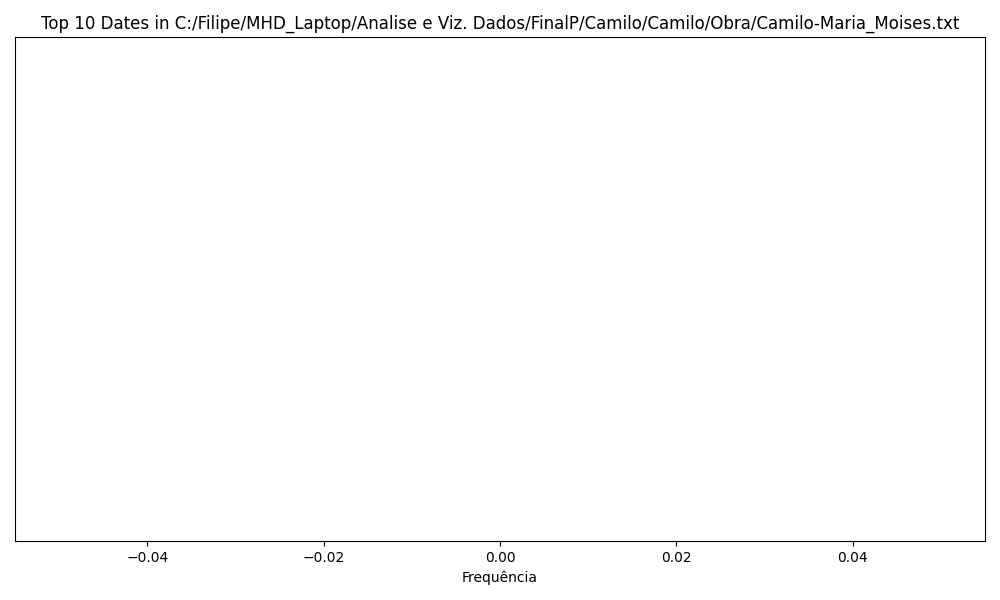 Top 10 Dates in C:/Filipe/MHD_Laptop/Analise e Viz. Dados/FinalP/Camilo/Camilo/Obra/Camilo-Maria_Moises.txt
−0.04 −0.02 0.00 0.02 0.04
Frequência